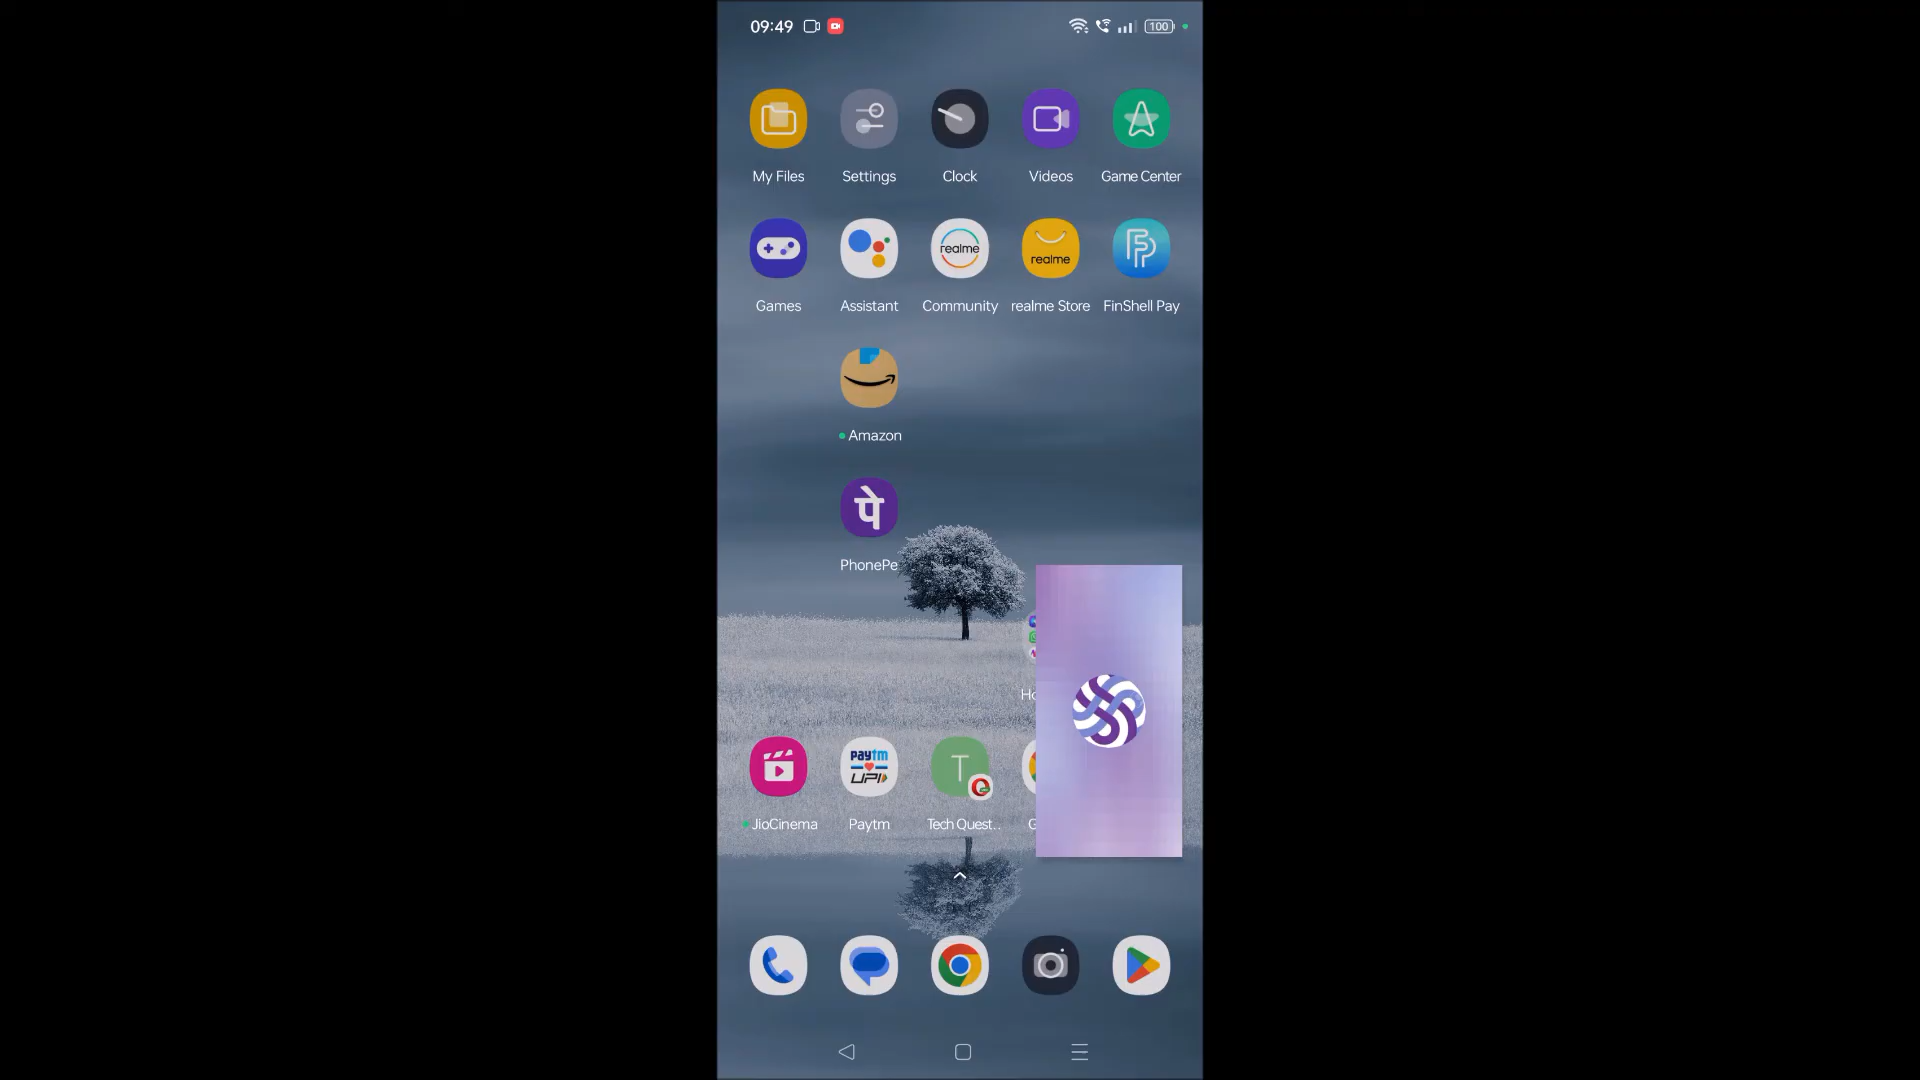 09:49 100
My Files Settings Clock Videos Game Center
realme realme
Games Assistant Community realme Store FinShell Pay
Amazon
पे
PhonePe
Ho
paytm UPI T
JioCinema Paytm Tech Quest.. G